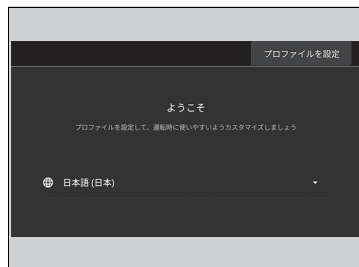 プロファイルを設定
ようこそ
プロファイルを設定して、運転時に使いやすいようカスタマイズしましょう
日本語 (日本)